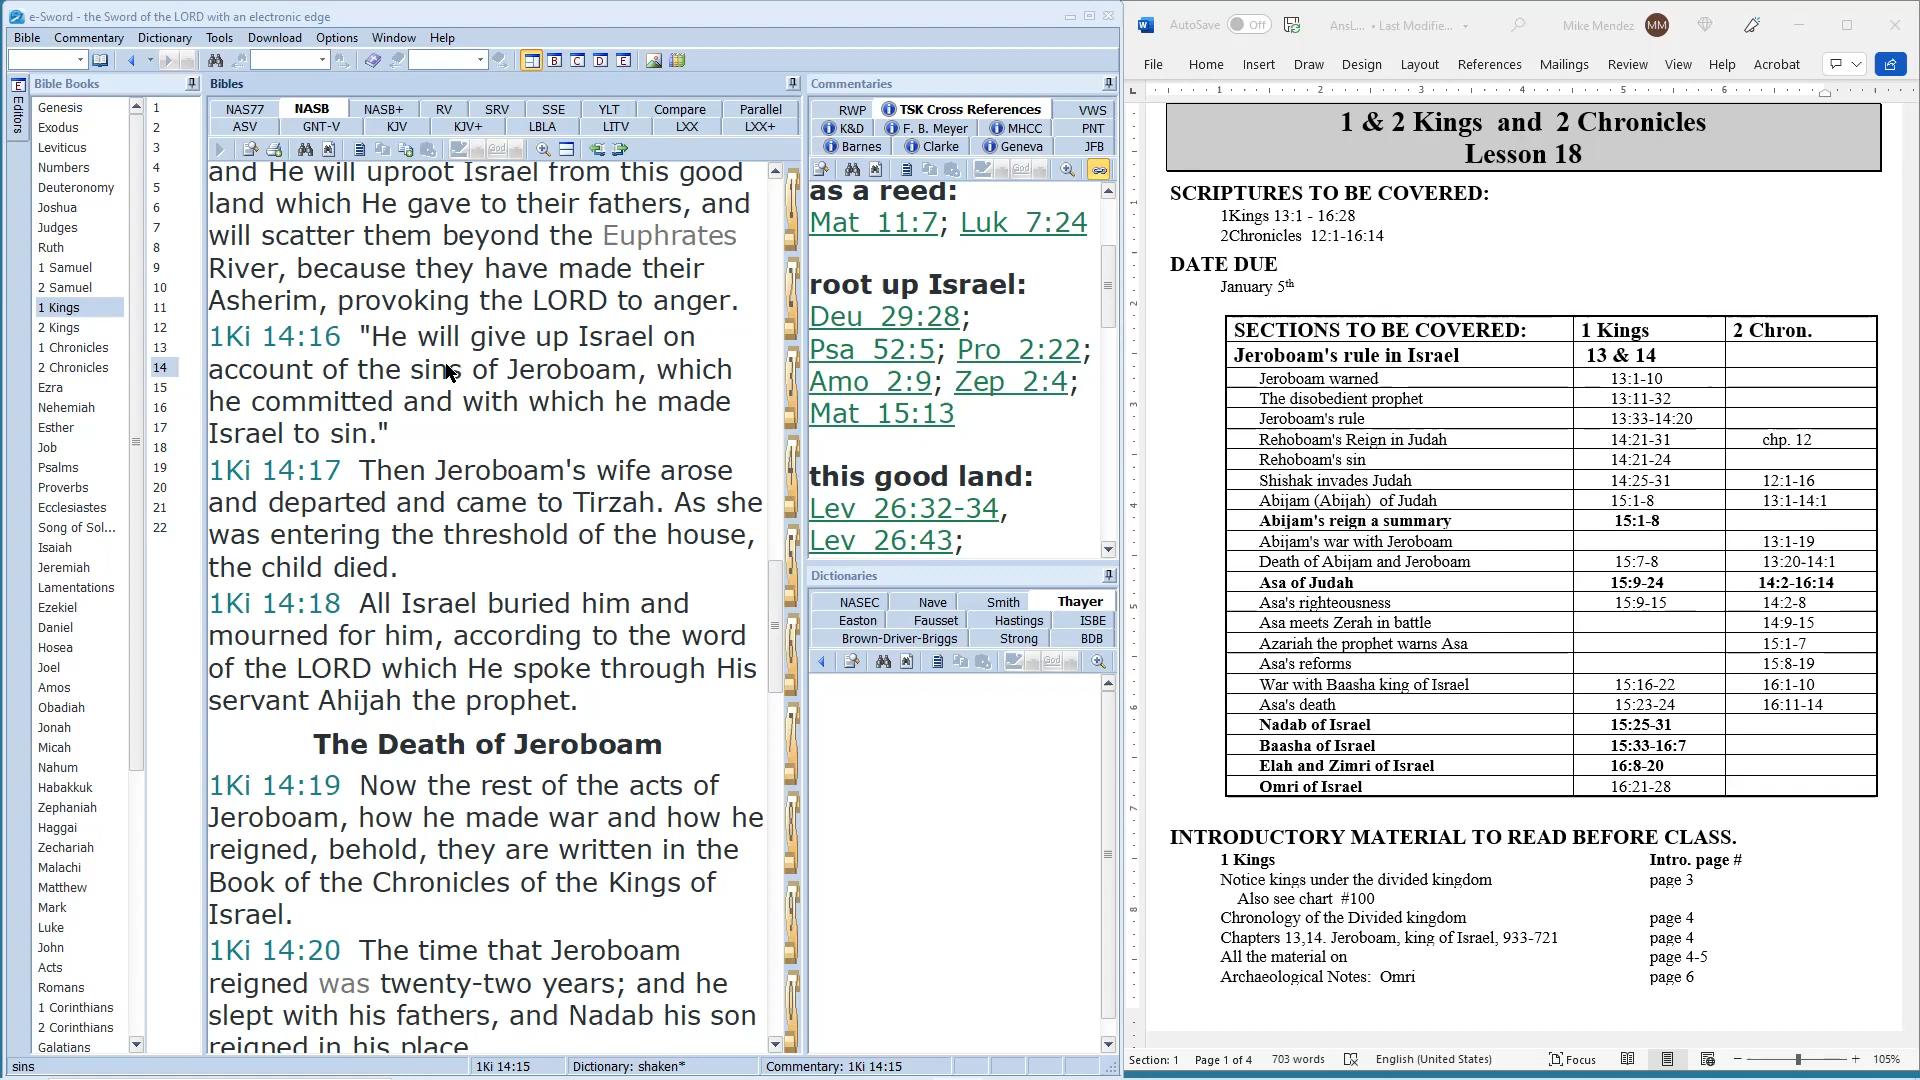 e-Sword - the Sword of the LORD with an electronic edge
Bible Commentary Dictionary Tools Download Options Window Help
Bible Books
Editors
Genesis
Exodus
Leviticus
Numbers
Deuteronomy
Joshua
Judges
Ruth
1 Samuel
2 Samuel
1 Kings
2 Kings
1 Chronicles
2 Chronicles
Ezra
Nehemiah
Esther
Job
Psalms
Proverbs
Ecclesiastes
Song of Sol...
Isaiah
Jeremiah
Lamentations
Ezekiel
Daniel
Hosea
Joel
Amos
Obadiah
Jonah
Micah
Nahum
Habakkuk
Zephaniah
Haggai
Zechariah
Malachi
Matthew
Mark
Luke
John
Acts
Romans
1 Corinthians
2 Corinthians
Galatians
1
2
3
4
5
6
7
8
9
10
11
12
13
14
15
16
17
18
19
20
21
22
Bibles
NAS77 NASB NASB+ RV SRV SSE YLT Compare Parallel
ASV GNT-V KJV KJV+ LBLA LITV LXX LXX+
and He will uproot Israel from this good
land which He gave to their fathers, and
will scatter them beyond the Euphrates
River, because they have made their
Asherim, provoking the LORD to anger.
1Ki 14:16 "He will give up Israel on
account of the sins of Jeroboam, which
he committed and with which he made
Israel to sin."
1Ki 14:17 Then Jeroboam's wife arose
and departed and came to Tirzah. As she
was entering the threshold of the house,
the child died.
1Ki 14:18 All Israel buried him and
mourned for him, according to the word
of the LORD which He spoke through His
servant Ahijah the prophet.
The Death of Jeroboam
1Ki 14:19 Now the rest of the acts of
Jeroboam, how he made war and how he
reigned, behold, they are written in the
Book of the Chronicles of the Kings of
Israel.
1Ki 14:20 The time that Jeroboam
reigned was twenty-two years; and he
slept with his fathers, and Nadab his son
reigned in his place.
Commentaries
RWP TSK Cross References VWS
K&D F. B. Meyer MHCC PNT
Barnes Clarke Geneva JFB
as a reed:
Mat 11:7; Luk 7:24
root up Israel:
Deu 29:28;
Psa 52:5; Pro 2:22;
Amo 2:9; Zep 2:4;
Mat 15:13
this good land:
Lev 26:32-34,
Lev 26:43;
Dictionaries
NASEC Nave Smith Thayer
Easton Fausset Hastings ISBE
Brown-Driver-Briggs Strong BDB
sins 1Ki 14:15 Dictionary: shaken* Commentary: 1Ki 14:15
AutoSave Off AnsL... • Last Modifie... Mike Mendez MM
File Home Insert Draw Design Layout References Mailings Review View Help Acrobat
1 & 2 Kings and 2 Chronicles
Lesson 18
SCRIPTURES TO BE COVERED:
1Kings 13:1 - 16:28
2Chronicles 12:1-16:14
DATE DUE
January 5th
SECTIONS TO BE COVERED: 1 Kings 2 Chron.
Jeroboam's rule in Israel 13 & 14
Jeroboam warned 13:1-10
The disobedient prophet 13:11-32
Jeroboam's rule 13:33-14:20
Rehoboam's Reign in Judah 14:21-31 chp. 12
Rehoboam's sin 14:21-24
Shishak invades Judah 14:25-31 12:1-16
Abijam (Abijah) of Judah 15:1-8 13:1-14:1
Abijam's reign a summary 15:1-8
Abijam's war with Jeroboam 13:1-19
Death of Abijam and Jeroboam 15:7-8 13:20-14:1
Asa of Judah 15:9-24 14:2-16:14
Asa's righteousness 15:9-15 14:2-8
Asa meets Zerah in battle 14:9-15
Azariah the prophet warns Asa 15:1-7
Asa's reforms 15:8-19
War with Baasha king of Israel 15:16-22 16:1-10
Asa's death 15:23-24 16:11-14
Nadab of Israel 15:25-31
Baasha of Israel 15:33-16:7
Elah and Zimri of Israel 16:8-20
Omri of Israel 16:21-28
INTRODUCTORY MATERIAL TO READ BEFORE CLASS.
1 Kings Intro. page #
Notice kings under the divided kingdom page 3
Also see chart #100
Chronology of the Divided kingdom page 4
Chapters 13,14. Jeroboam, king of Israel, 933-721 page 4
All the material on page 4-5
Archaeological Notes: Omri page 6
Section: 1 Page 1 of 4 703 words English (United States) Focus 105%